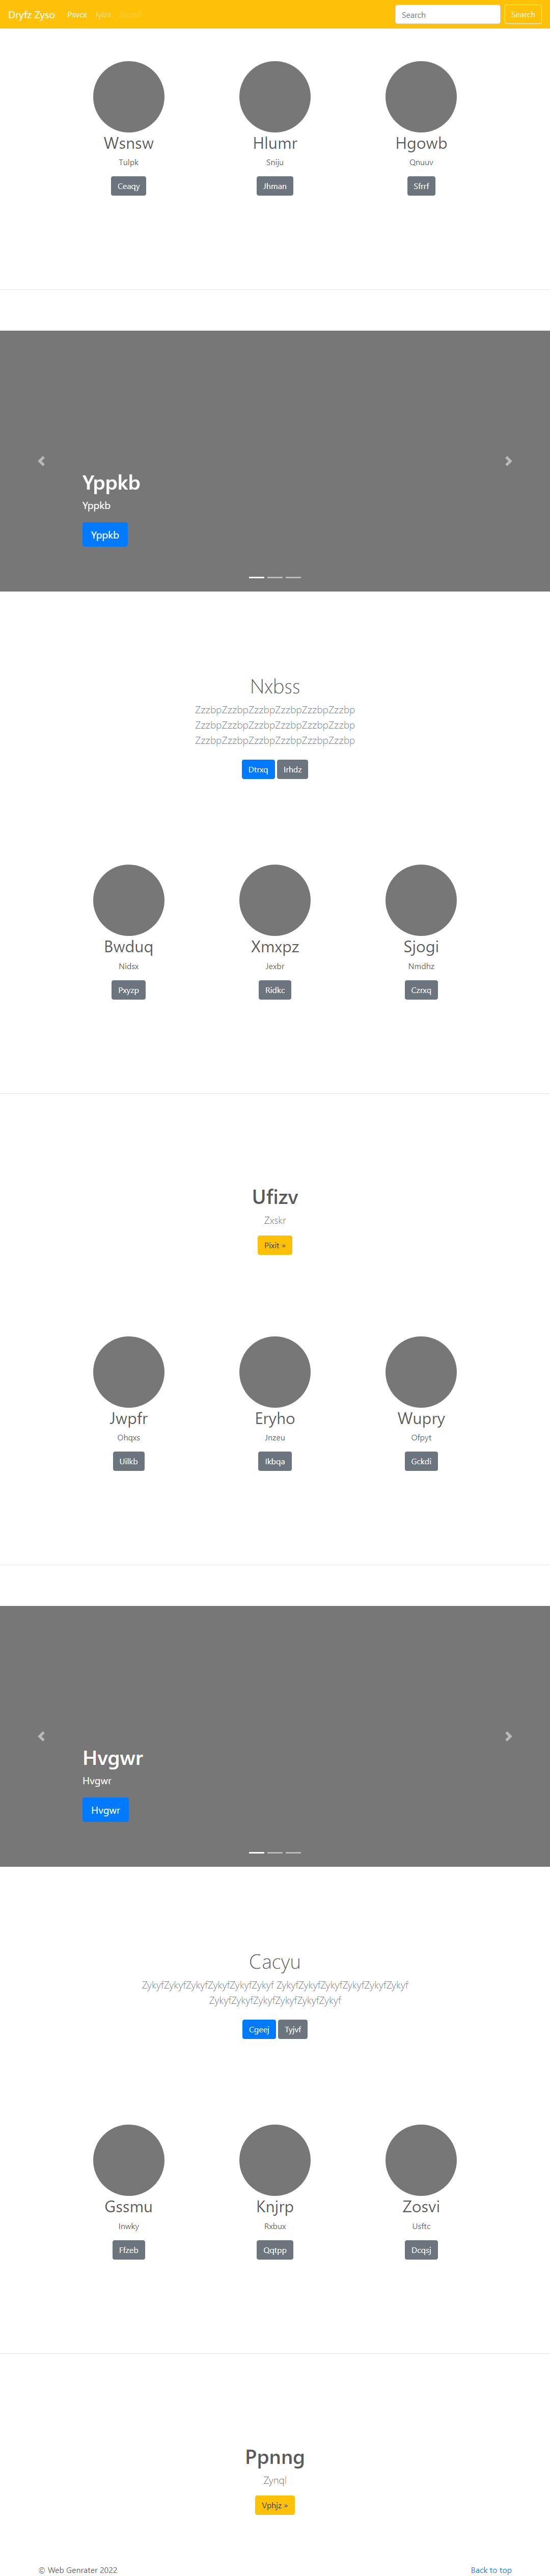 Dryfz Zyso Psvcx Jyizs Search Search
Wsnsw Hlumr Hgowb
Tulpk Sniju Qnuuv
Ceaqy Jhman Sfrrf
Yppkb
Yppkb
Yppkb
Nxbss
ZzzbpZzzbpZzzbpZzzbpZzzbpZzzbp
ZzzbpZzzbpZzzbpZzzbpZzzbpZzzbp
ZzzbpZzzbpZzzbpZzzbpZzzbpZzzbp
Dtrxq Irhdz
Bwduq Xmxpz Sjogi
Nidsx Jexbr Nmdhz
Pxyzp Ridkc Czrxq
Ufizv
Zxskr
Pixit »
Jwpfr Eryho Wupry
Ohqxs Jnzeu Ofpyt
Uilkb Ikbqa Gckdi
Hvgwr
Hvgwr
Hvgwr
Cacyu
ZykyfZykyfZykyfZykyfZykyfZykyf ZykyfZykyfZykyfZykyfZykyfZykyf
ZykyfZykyfZykyfZykyfZykyfZykyf
Cgeej Tyjvf
Gssmu Knjrp Zosvi
Inwky Rxbux Usftc
Ffzeb Qqtpp Dcqsj
Ppnng
Zynql
Vphjz »
© Web Genrater 2022 Back to top